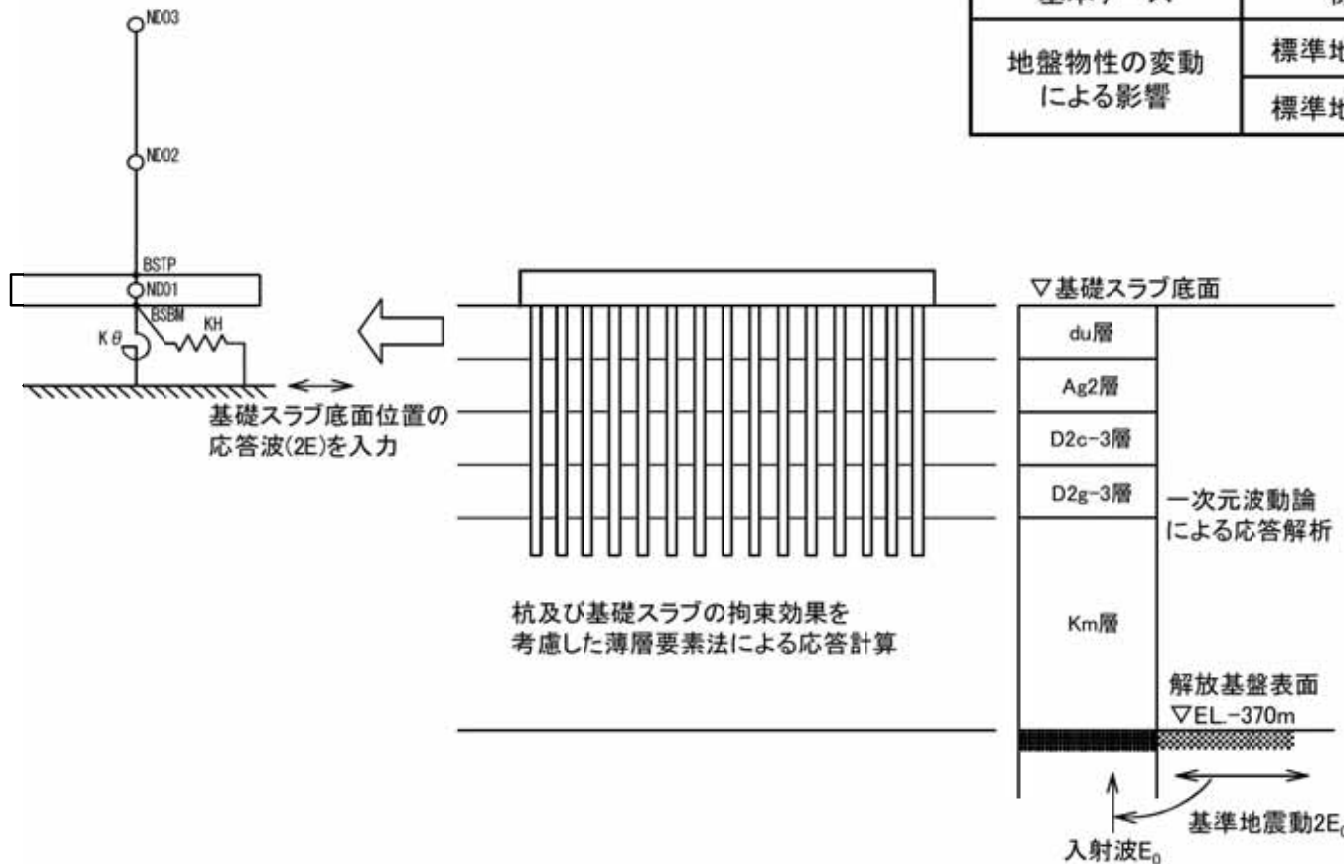 地盤物性の変動
による影響
標準地
標準地
ND03
ND02
BSTP
ND01
BSBM
KH
Kθ
基礎スラブ底面位置の
応答波(2E)を入力
杭及び基礎スラブの拘束効果を
考慮した薄層要素法による応答計算
▽基礎スラブ底面
du層
Ag2層
D2c-3層
D2g-3層
Km層
一次元波動論
による応答解析
解放基盤表面
▽EL.-370m
基準地震動2E₀
入射波E₀